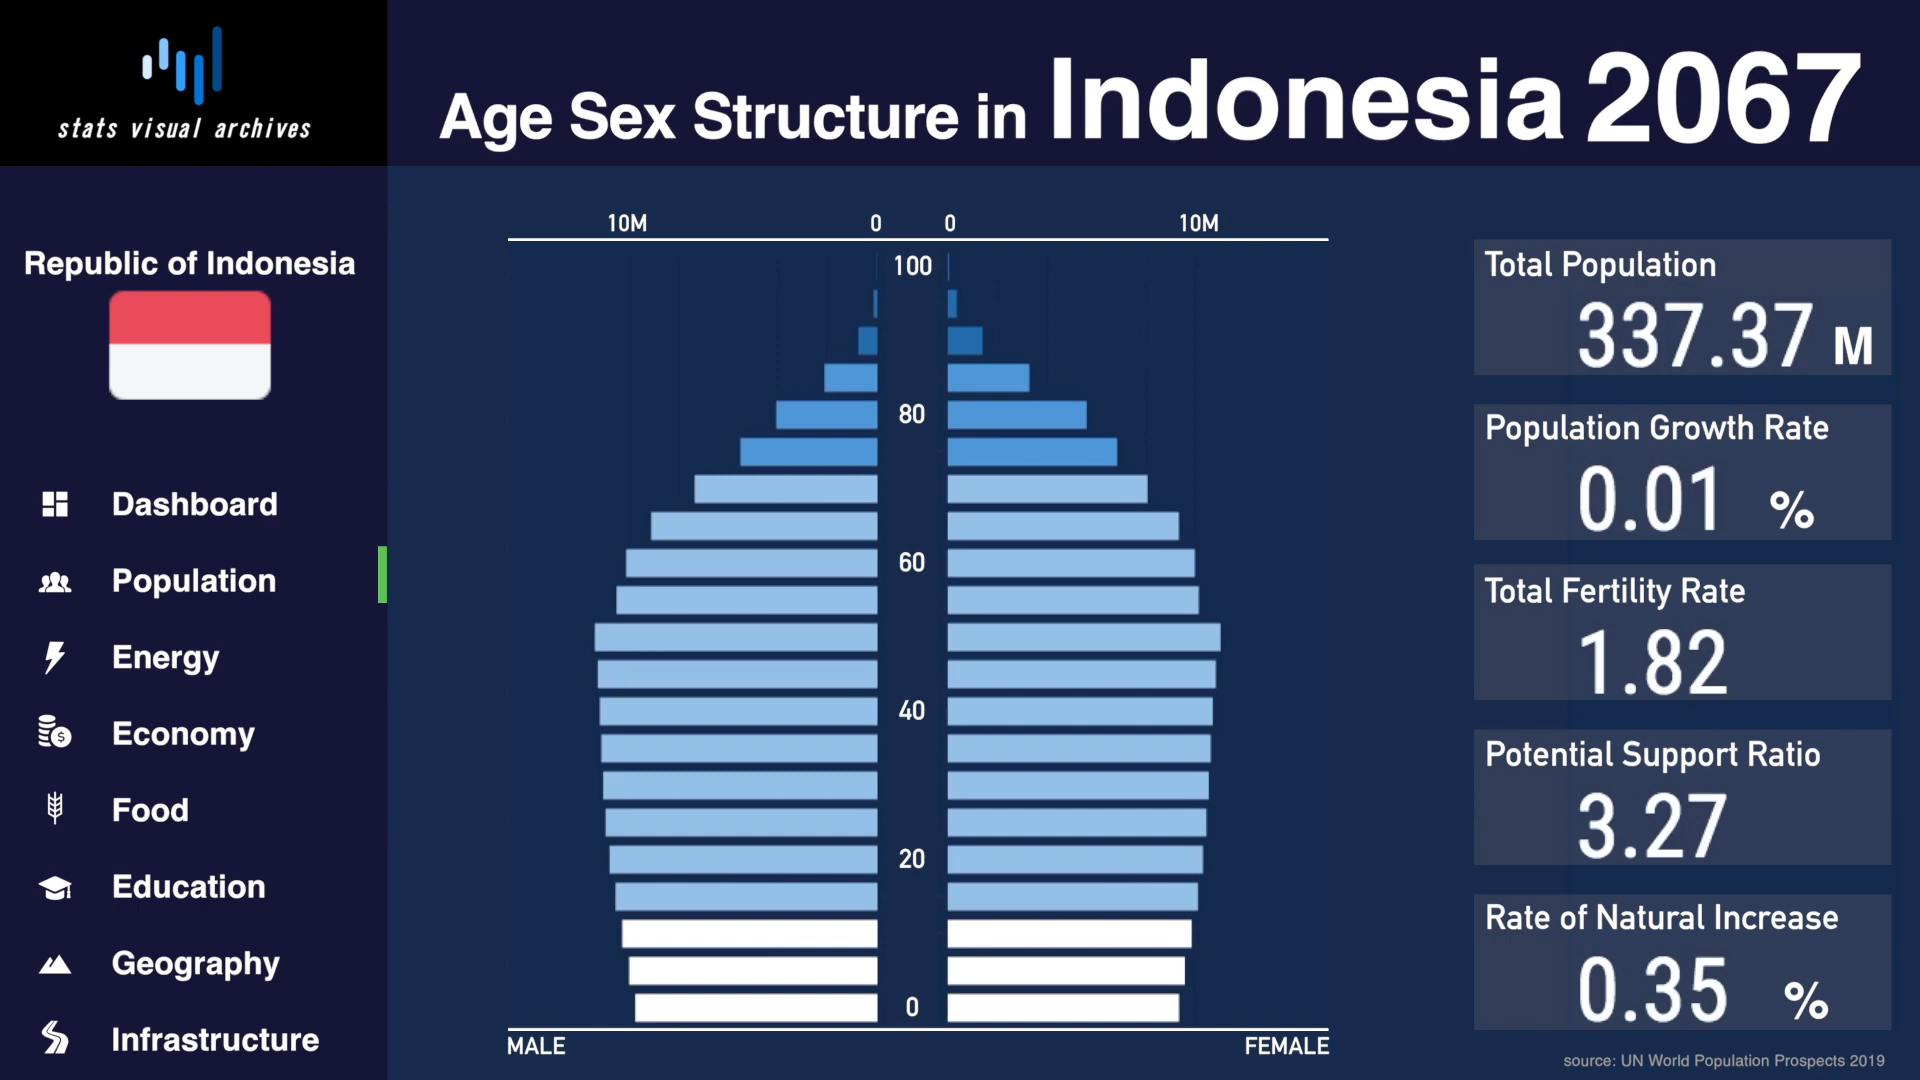 stats visual archives
Age Sex Structure in Indonesia 2067
Republic of Indonesia
Dashboard
Population
Energy
Economy
Food
Education
Geography
Infrastructure
10M 0 0 10M
100
80
60
40
20
0
MALE FEMALE
Total Population
337.37 M
Population Growth Rate
0.01 %
Total Fertility Rate
1.82
Potential Support Ratio
3.27
Rate of Natural Increase
0.35 %
source: UN World Population Prospects 2019